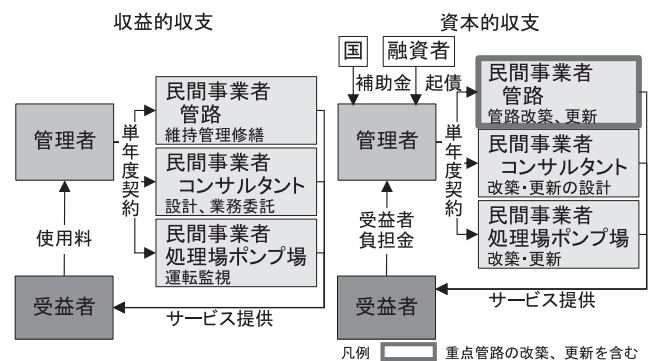 収益的収支
管理者
単年度契約
民間事業者
管路
維持管理修繕
民間事業者
コンサルタント
設計、業務委託
民間事業者
処理場ポンプ場
運転監視
使用料
受益者
サービス提供
資本的収支
国
融資者
補助金
起債
管理者
単年度契約
民間事業者
管路
管路改築、更新
民間事業者
コンサルタント
改築・更新の設計
民間事業者
処理場ポンプ場
改築・更新
受益者
負担金
受益者
サービス提供
凡例 重点管路の改築、更新を含む